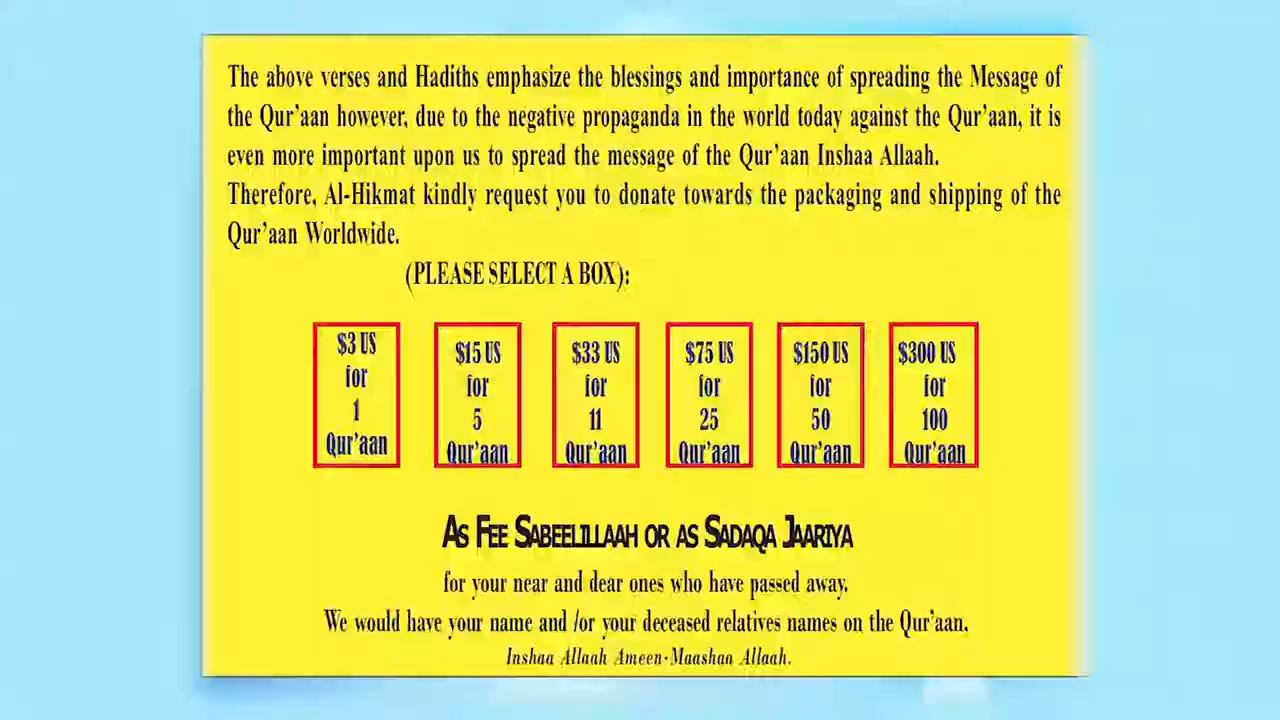 The above verses and Hadiths emphasize the blessings and importance of spreading the Message of
the Qur'aan however, due to the negative propaganda in the world today against the Qur'aan, it is
even more important upon us to spread the message of the Qur'aan Inshaa Allaah.
Therefore, Al-Hikmat kindly request you to donate towards the packaging and shipping of the
Qur'aan Worldwide.
(PLEASE SELECT A BOX):
$3 US
for
1
Qur'aan
$15 US
for
5
Qur'aan
$33 US
for
11
Qur'aan
$75 US
for
25
Qur'aan
$150 US
for
50
Qur'aan
$300 US
for
100
Qur'aan
As Fee Sabeelillaah or as Sadaqa Jaariya
for your near and dear ones who have passed away.
We would have your name and /or your deceased relatives names on the Qur'aan.
Inshaa Allaah Ameen-Maashaa Allaah.